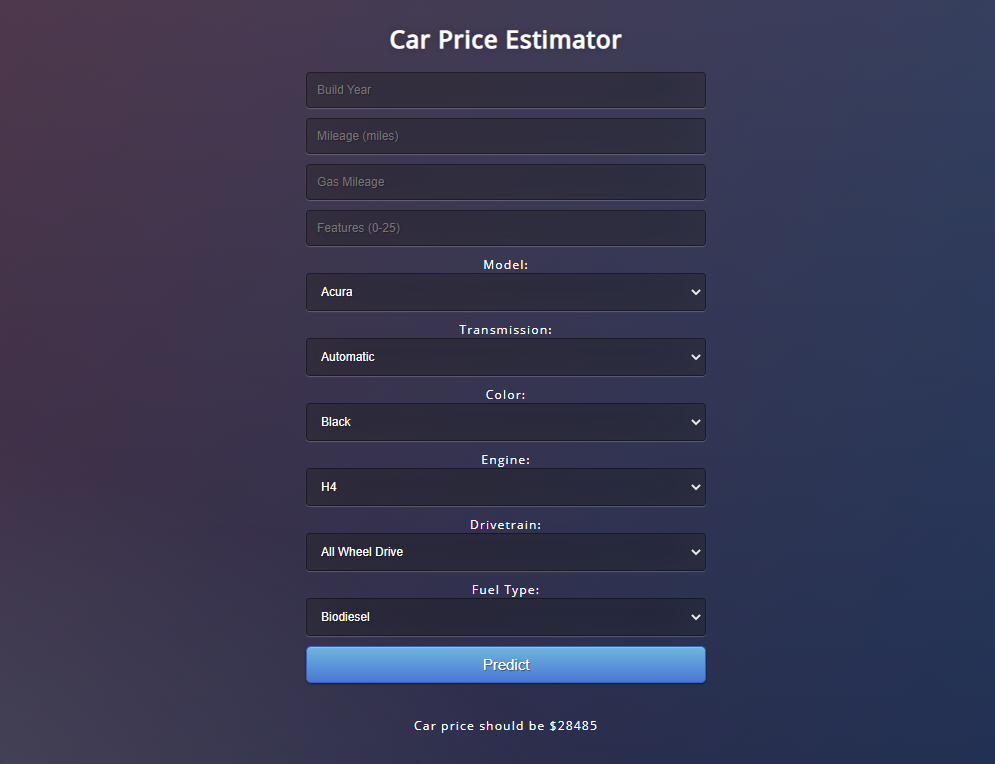 Car Price Estimator
Build Year
Mileage (miles)
Gas Mileage
Features (0-25)
Model:
Acura
Transmission:
Automatic
Color:
Black
Engine:
H4
Drivetrain:
All Wheel Drive
Fuel Type:
Biodiesel
Predict
Car price should be $28485